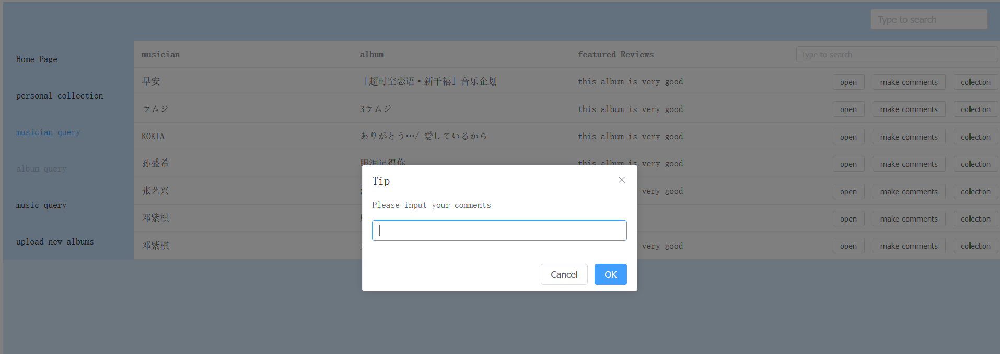 Type to search
Home Page
personal collection
musician query
album query
music query
upload new albums
musician album featured Reviews Type to search
早安 「超时空恋语·新千禧」音乐企划 this album is very good open make comments collection
ラムジ 3ラムジ this album is very good open make comments collection
KOKIA ありがとう…/ 愛しているから this album is very good open make comments collection
孙盛希 眼泪记得你 this album is very good open make comments collection
张艺兴 very good open make comments collection
邓紫棋 open make comments collection
邓紫棋 very good open make comments collection
Tip
Please input your comments
Cancel OK